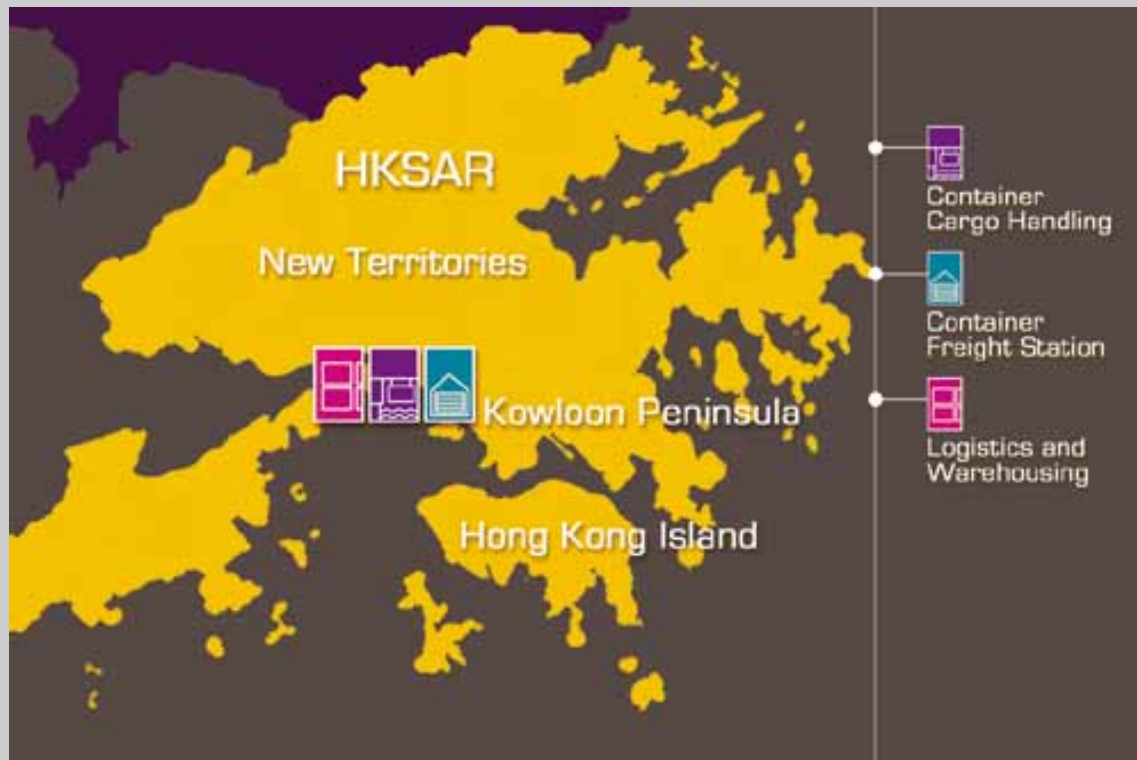 HKSAR
New Territories
Kowloon Peninsula
Hong Kong Island
Container
Cargo Handling
Container
Freight Station
Logistics and
Warehousing